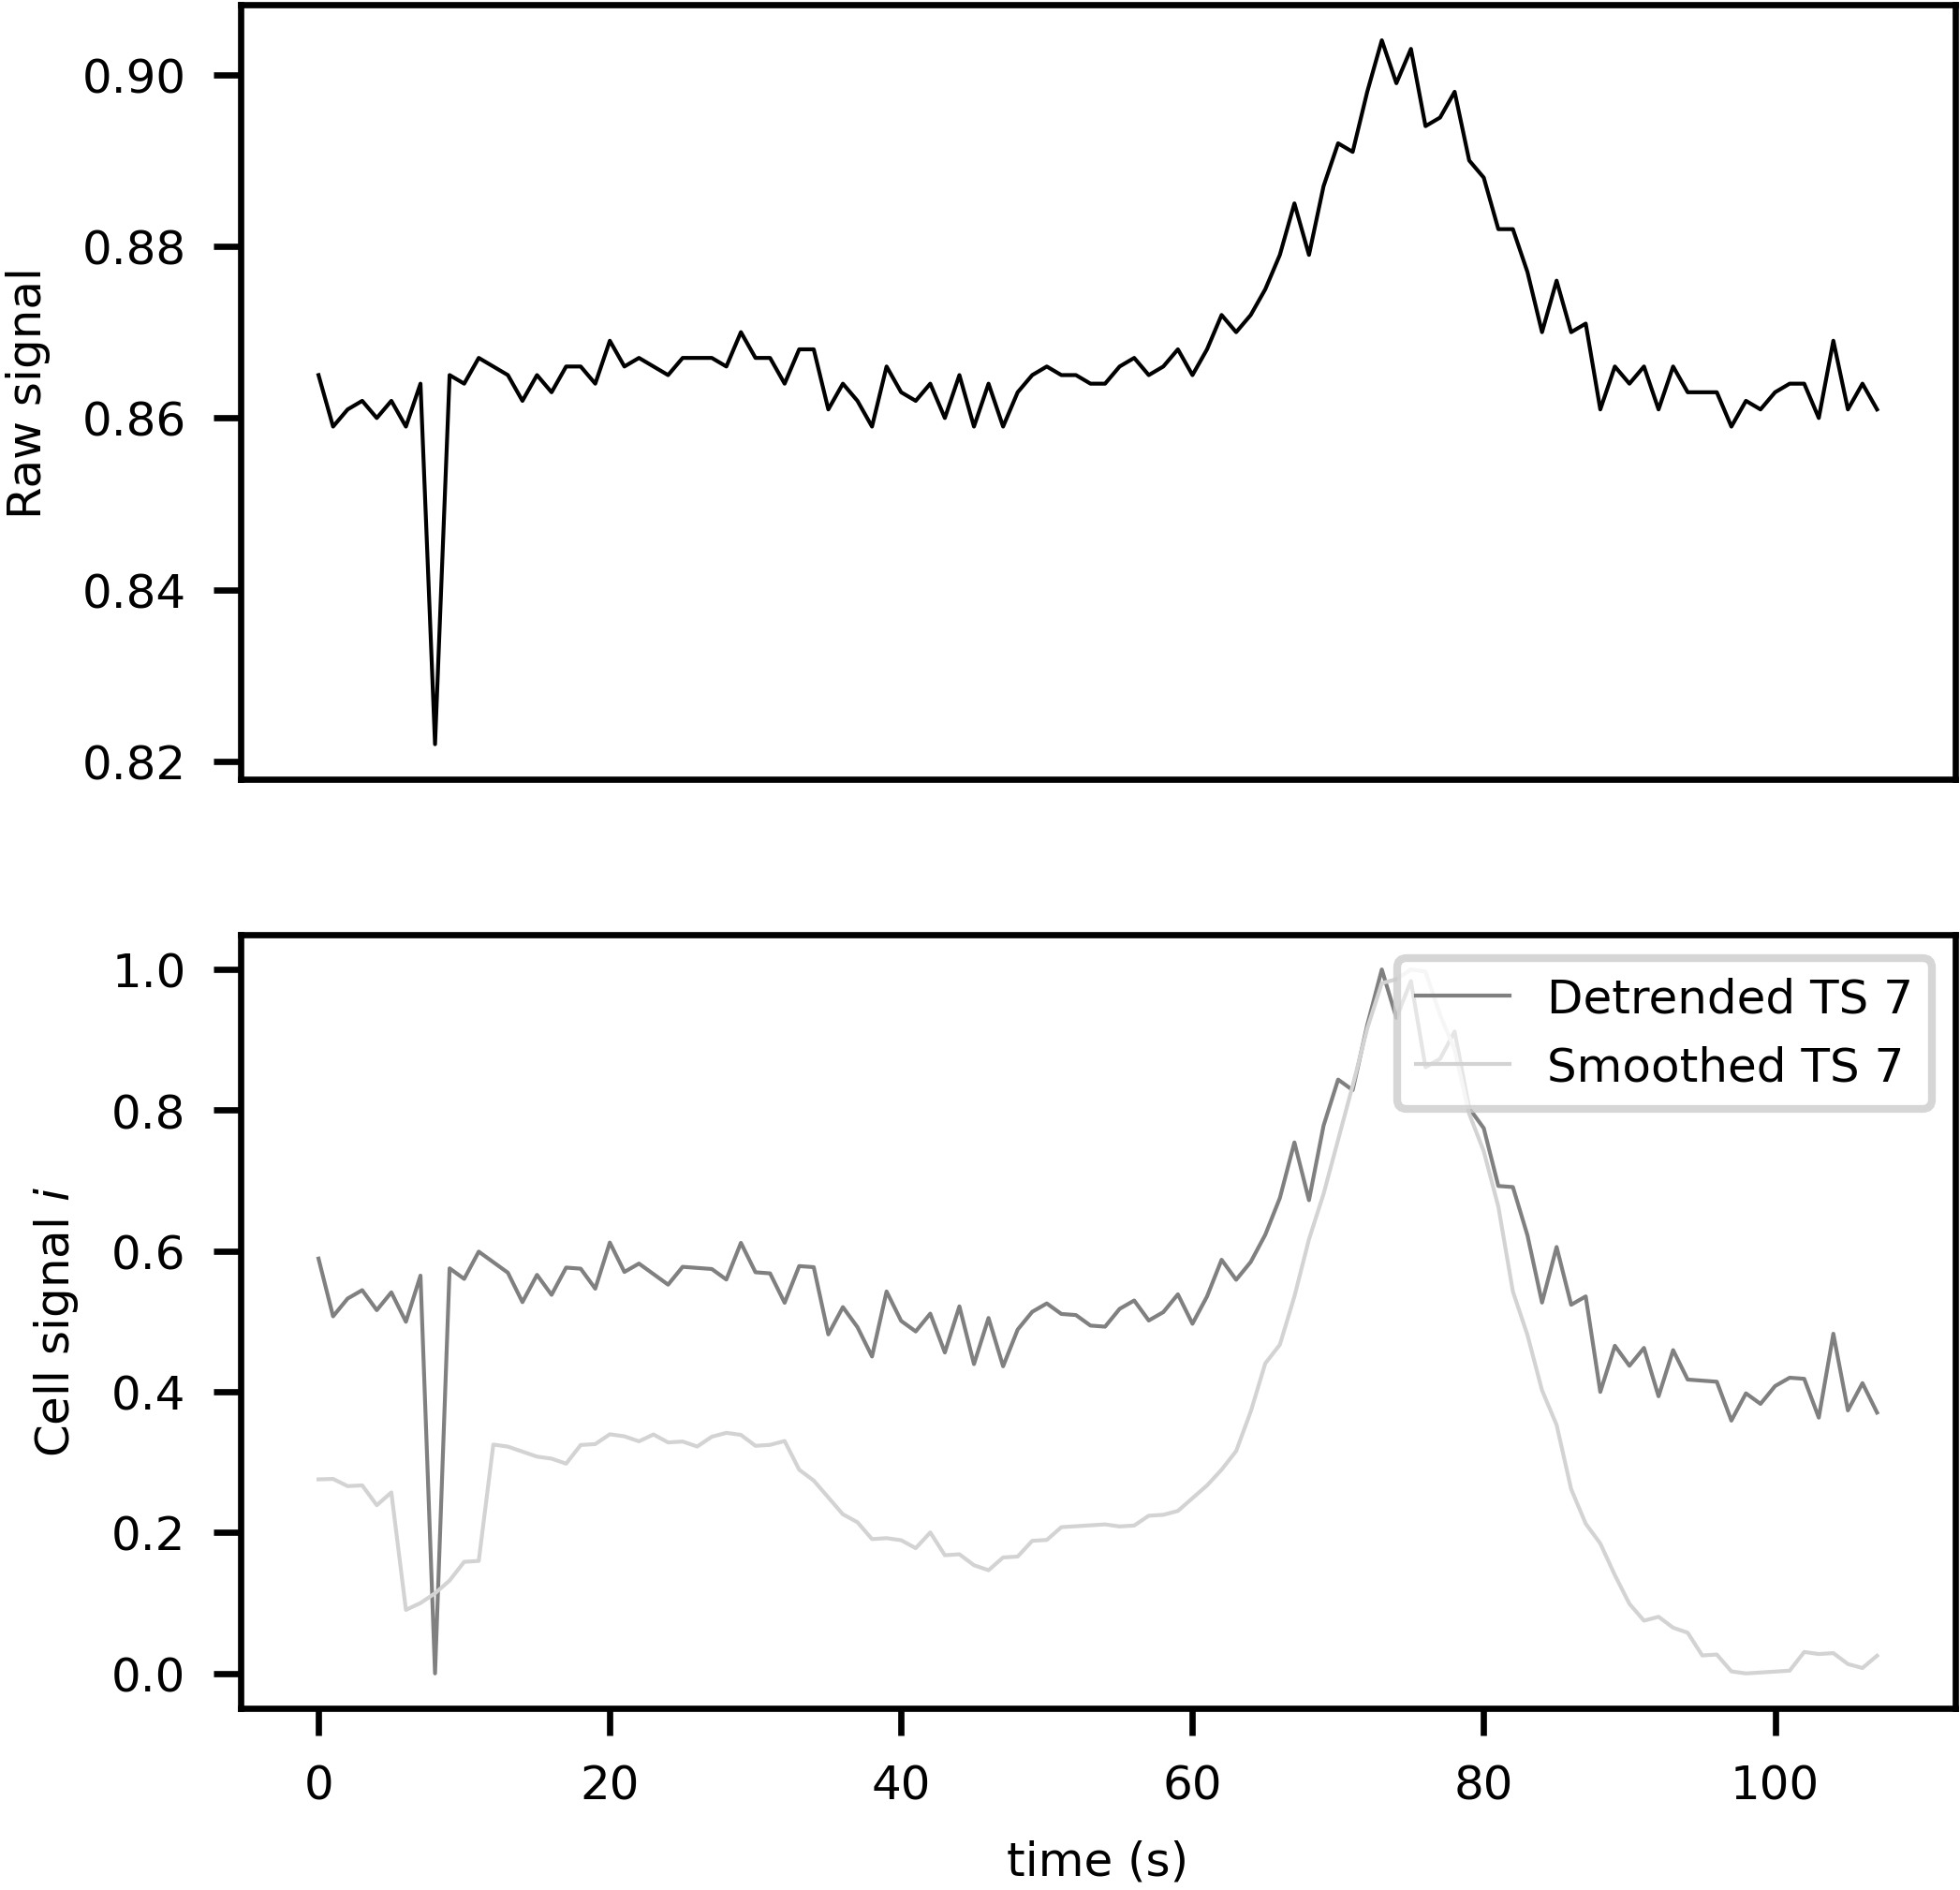 0.90
0.88
0.86
0.84
0.82
Raw signal
1.0
0.8
0.6
0.4
0.2
0.0
Cell signal i
Detrended TS 7
Smoothed TS 7
0 20 40 60 80 100
time (s)